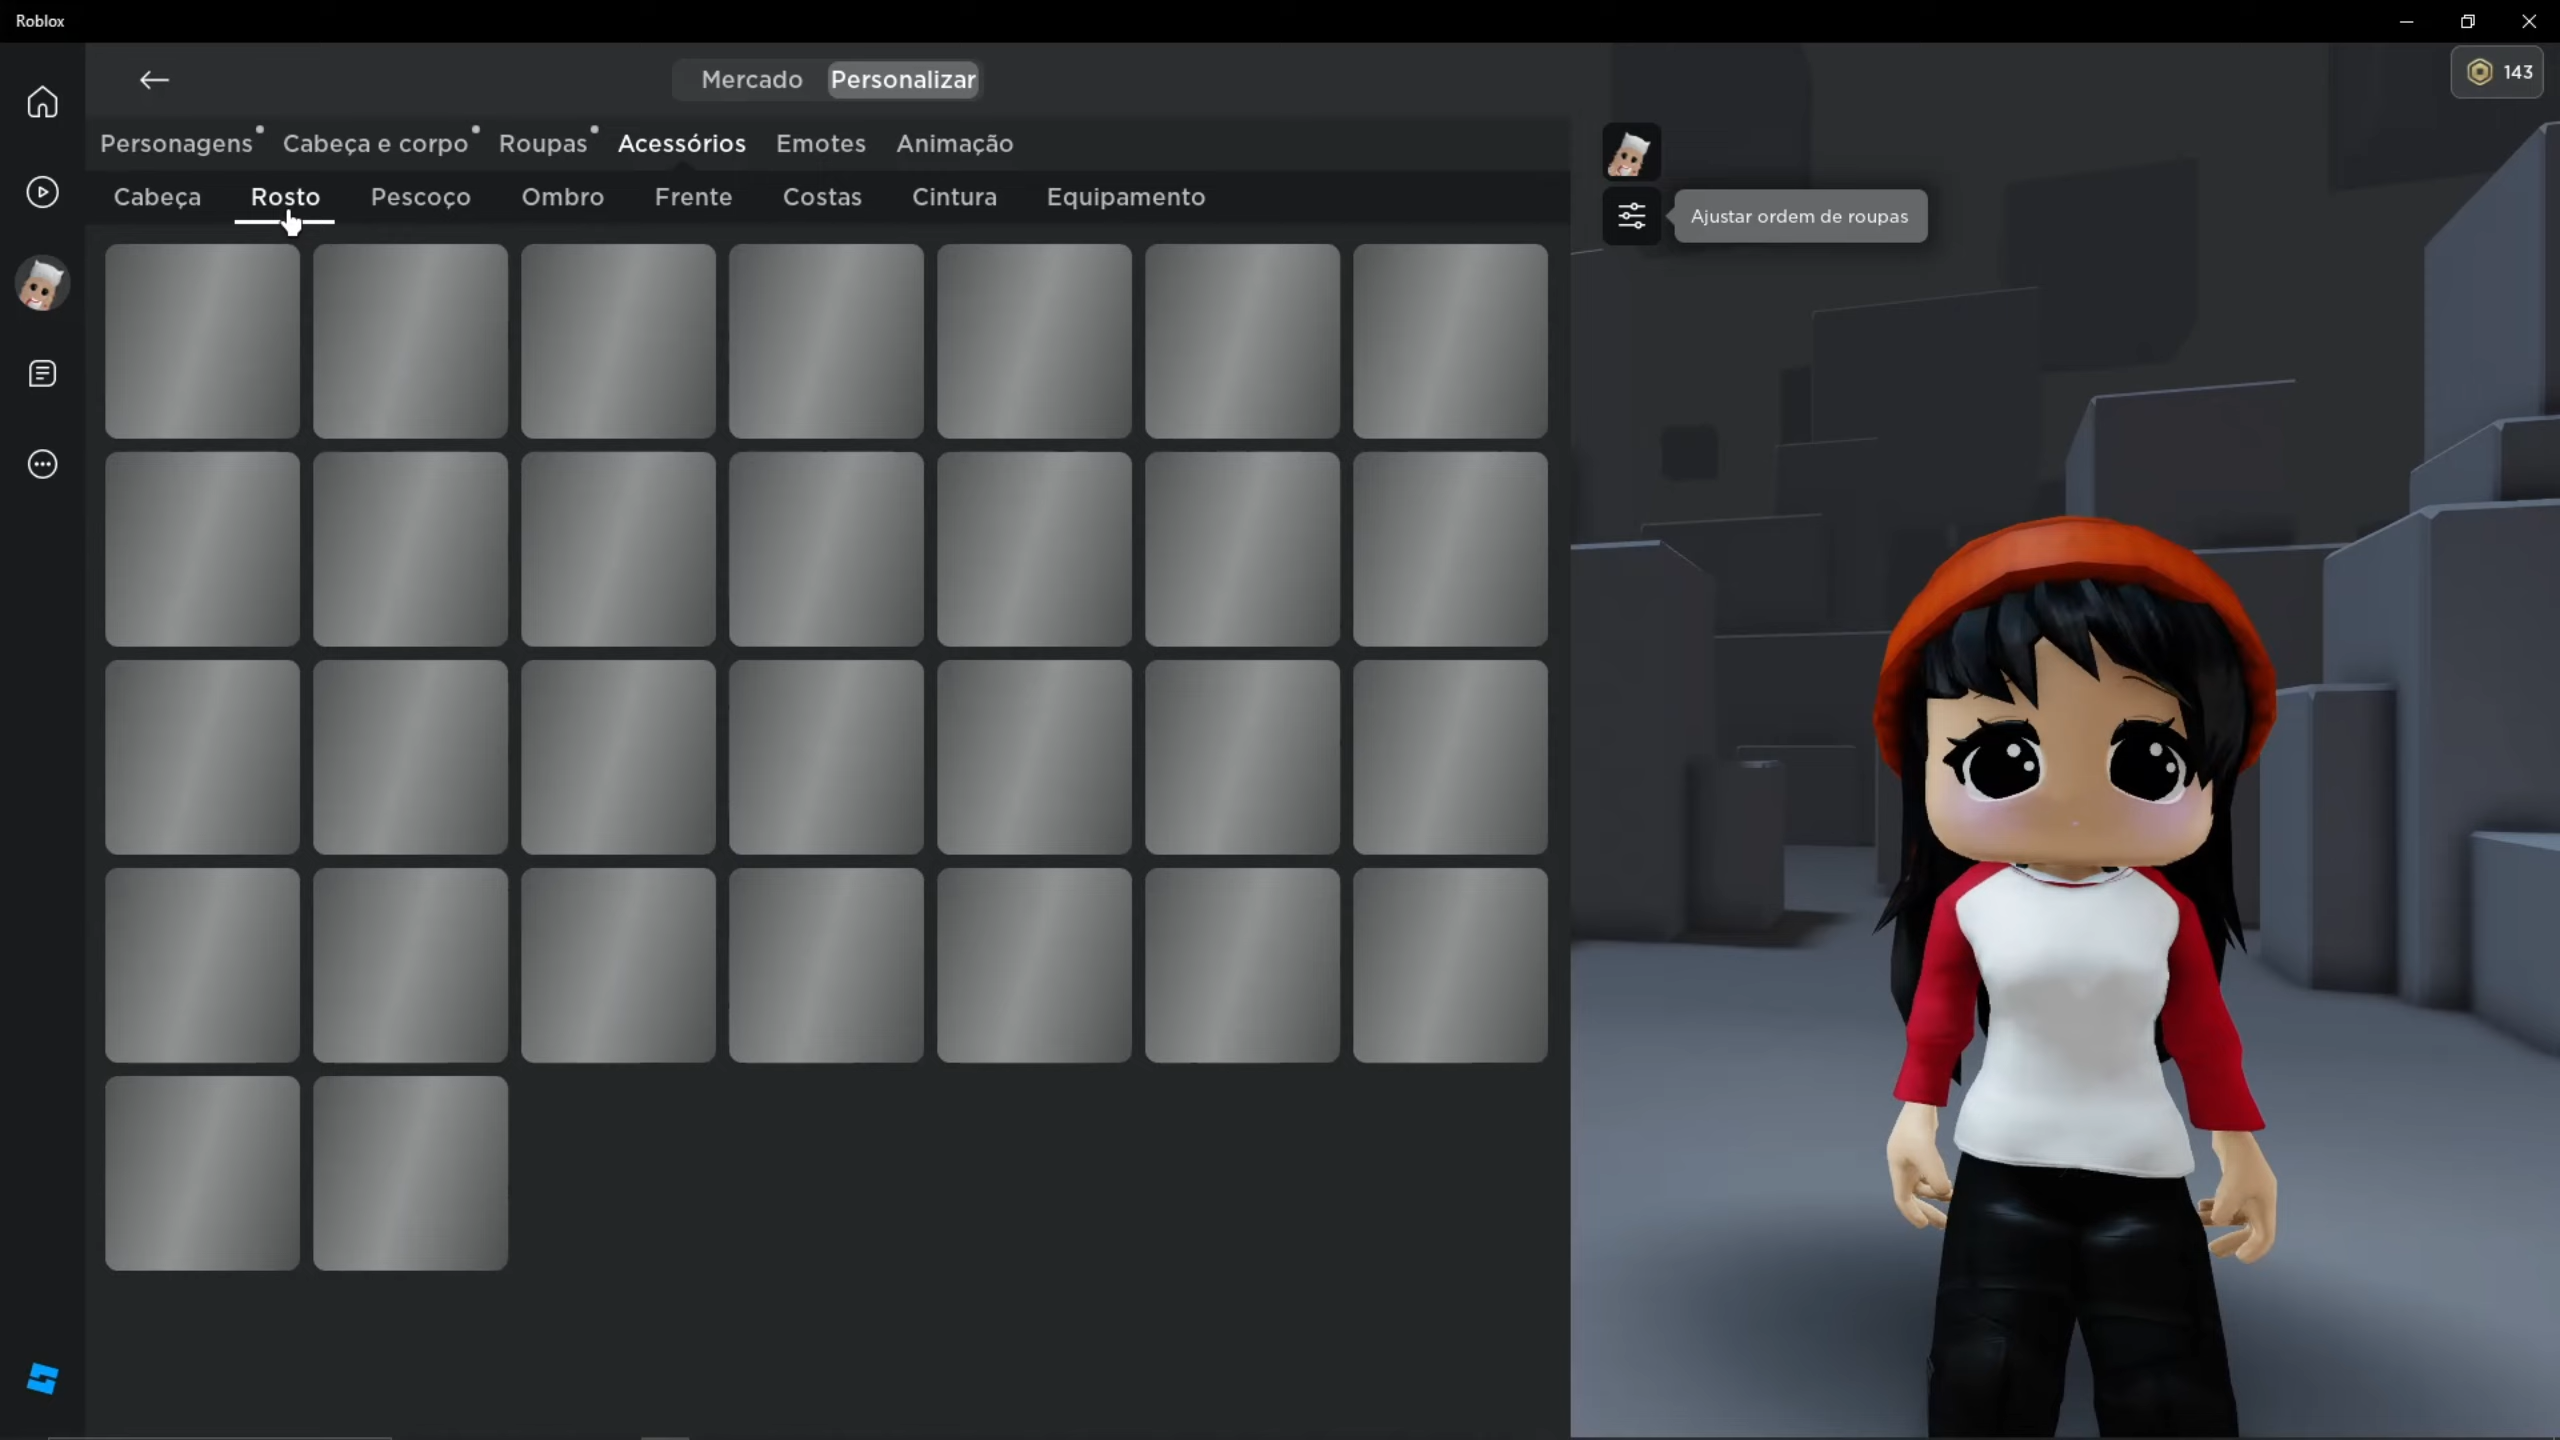 Roblox
Mercado Personalizar
143
Personagens Cabeça e corpo Roupas Acessórios Emotes Animação
Cabeça Rosto Pescoço Ombro Frente Costas Cintura Equipamento
Ajustar ordem de roupas